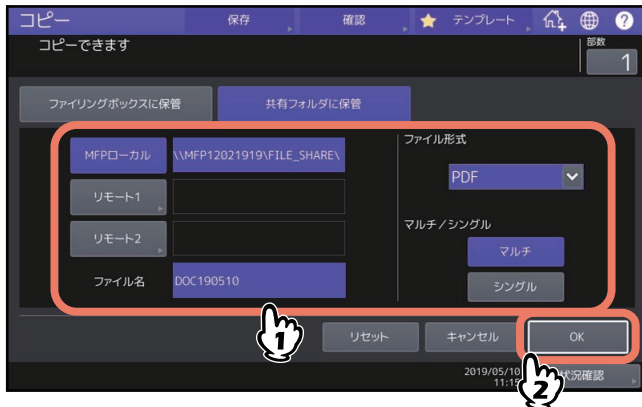 コピー 保存 確認 テンプレート ?
コピーできます 部数
1
ファイリングボックスに保管 共有フォルダに保管
ファイル形式
MFPローカル \\MFP12021919\FILE_SHARE\
PDF
リモート1
マルチ/シングル
リモート2
マルチ
ファイル名 DOC190510
シングル
1
リセット キャンセル OK
2019/05/10 状況確認
11:15
2